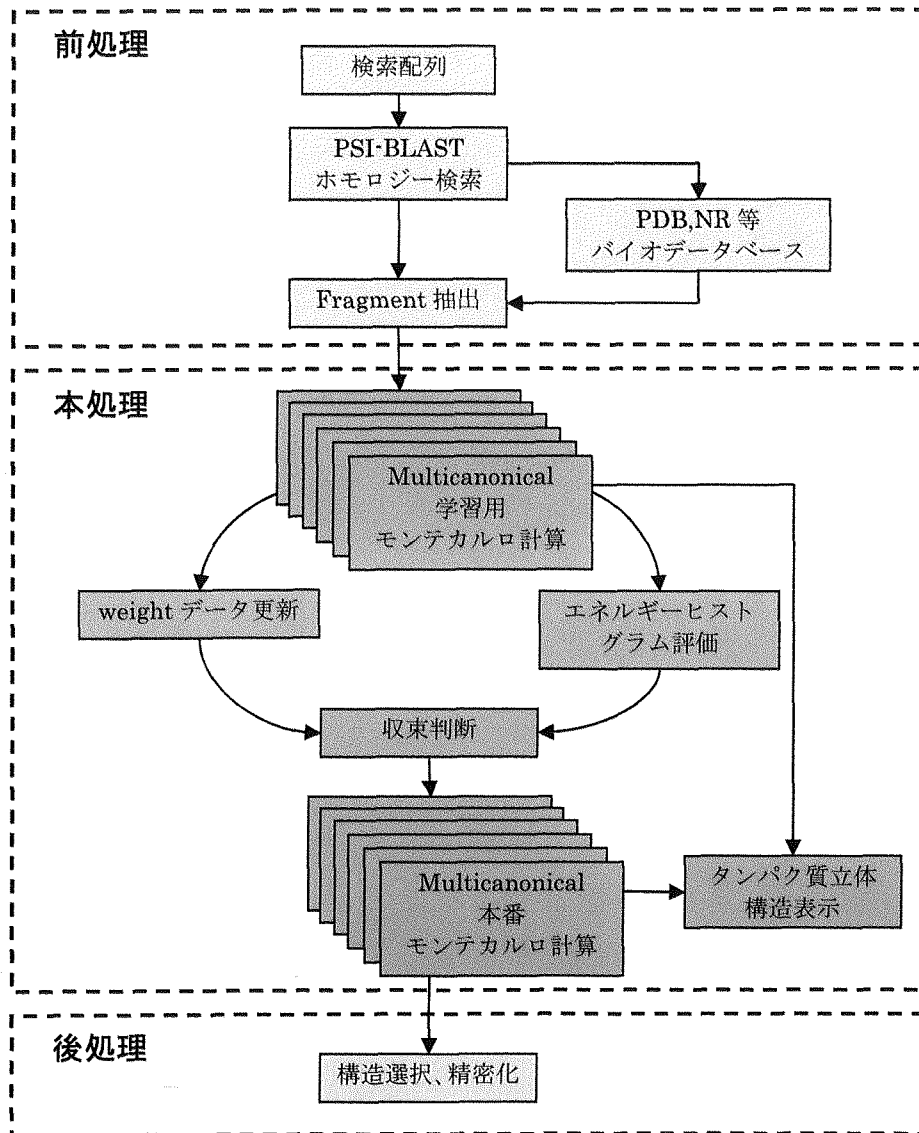 前処理
検索配列
PSI-BLAST
ホモロジー検索
PDB,NR 等
バイオデータベース
Fragment 抽出
本処理
Multicanonical
学習用
モンテカルロ計算
weight データ更新
エネルギーヒスト
グラム評価
収束判断
Multicanonical
本番
モンテカルロ計算
タンパク質立体
構造表示
後処理
構造選択、精密化